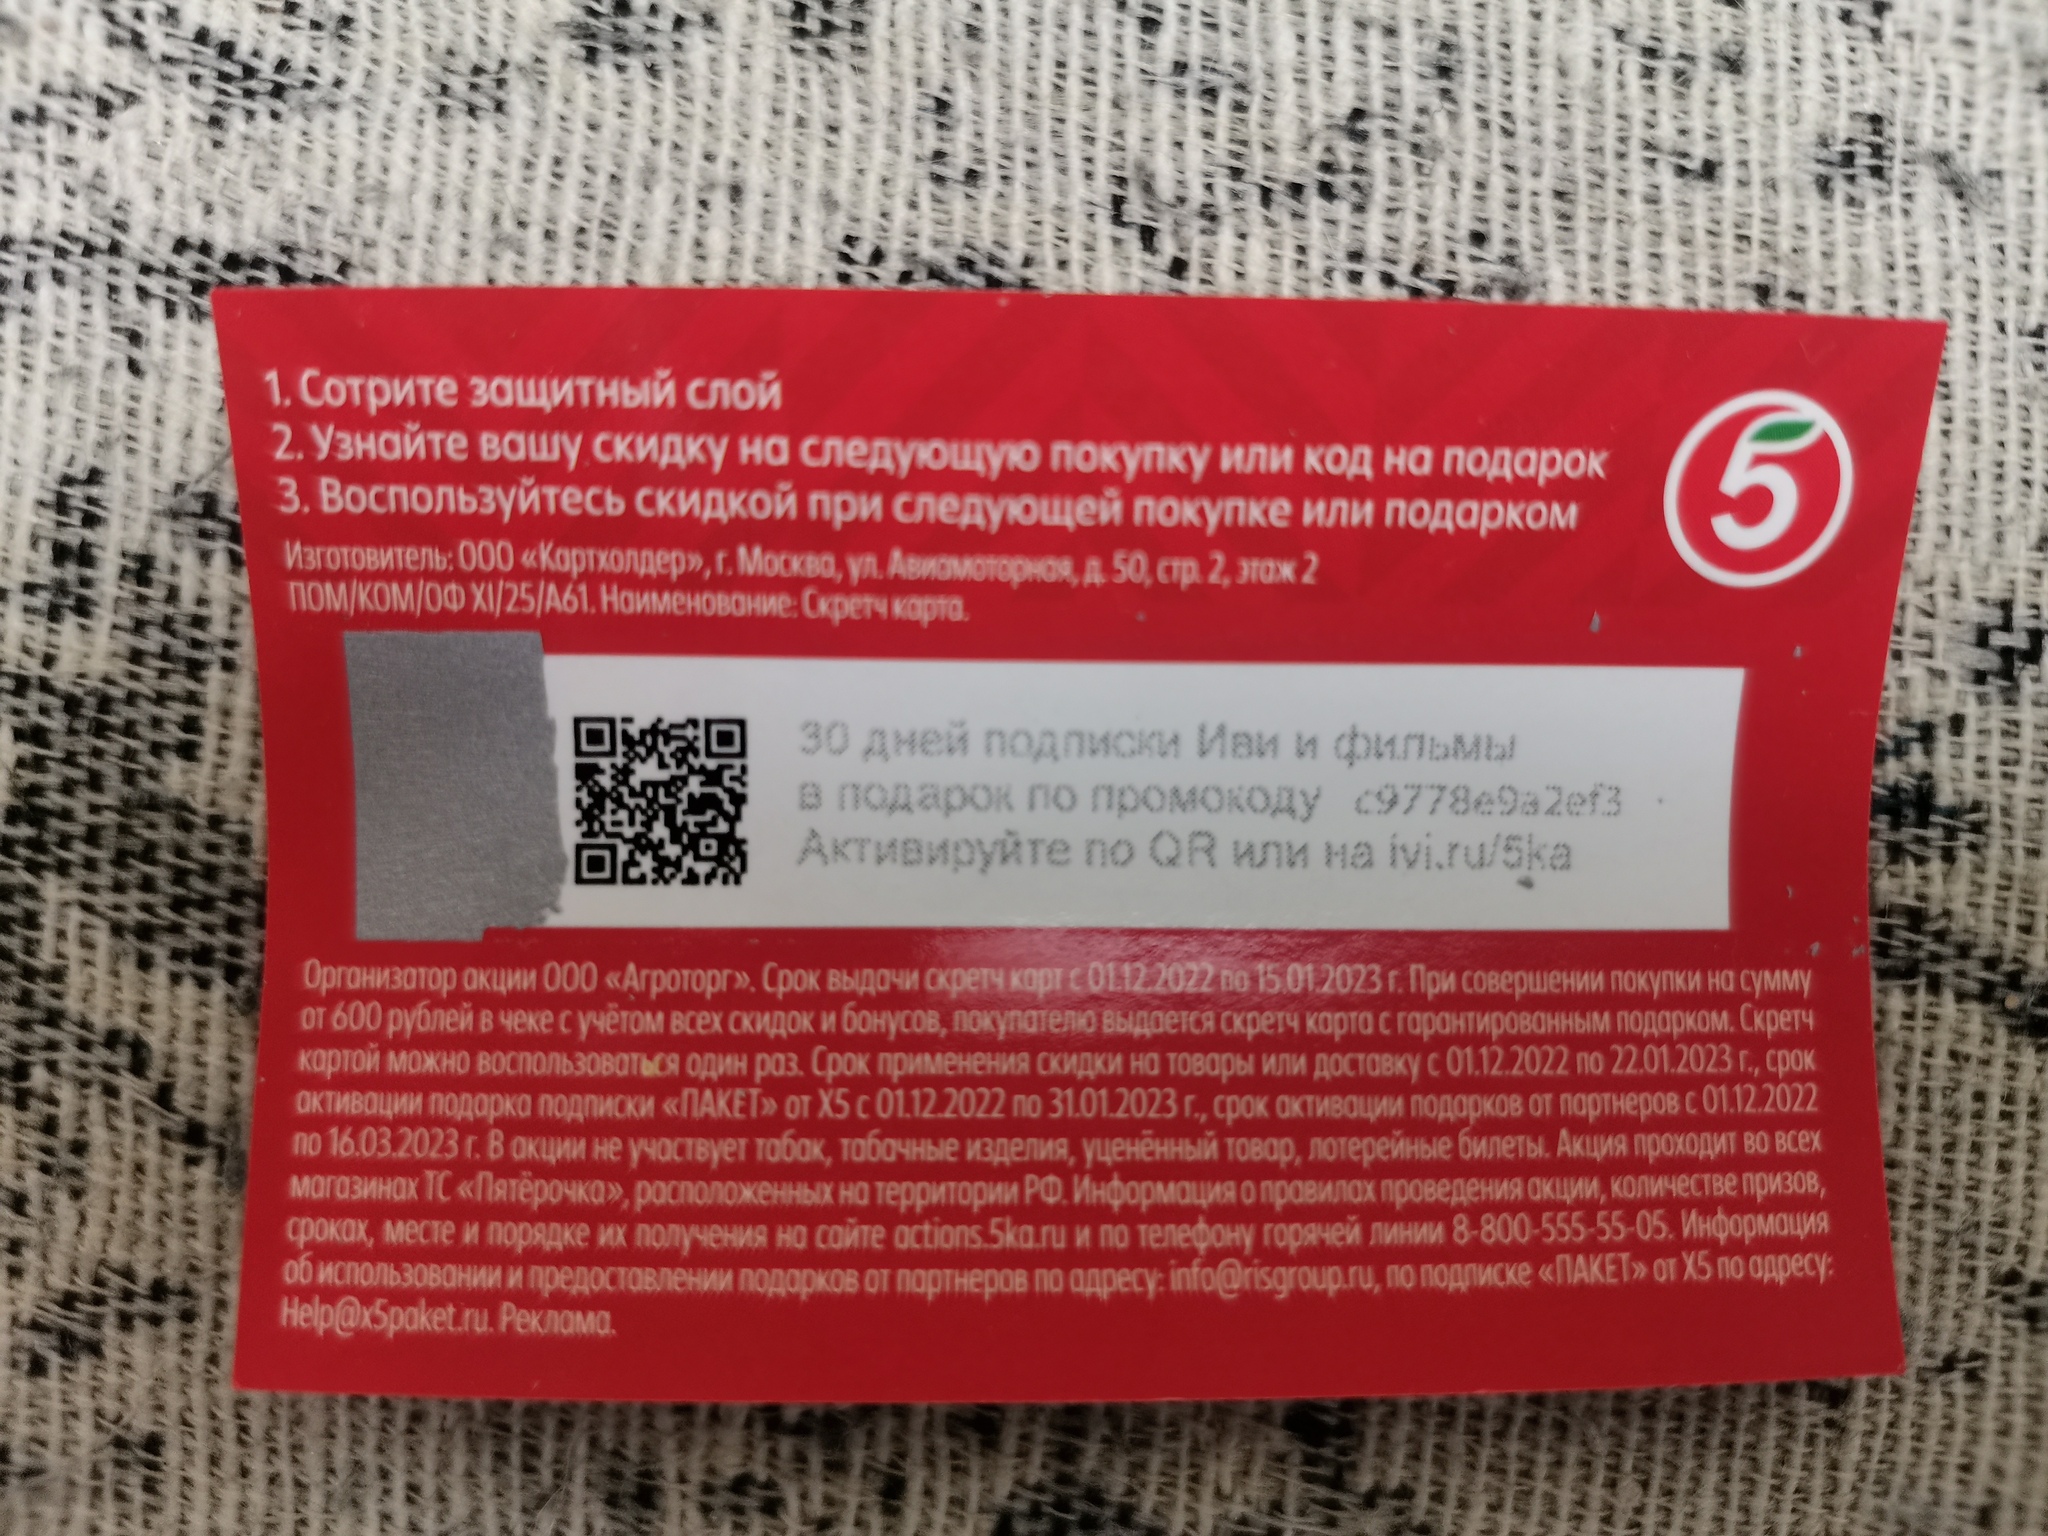 1. Сотрите защитный слой
2. Узнайте вашу скидку на следующую покупку или код на подарок
3. Воспользуйтесь скидкой при следующей покупке или подарком
5
Изготовитель: ООО «Картхолдер», г. Москва, ул. Авиамоторная, д. 50, стр. 2, этаж 2
ПОМ/КОМ/ОФ XI/25/А61. Наименование: Скретч карта.
30 дней подписки Иви и фильмы
в подарок по промокоду c9778e9a2ef3
Активируйте по QR или на ivi.ru/5ka
Организатор акции ООО «Агроторг». Срок выдачи скретч карт с 01.12.2022 по 15.01.2023 г. При совершении покупки на сумму
от 600 рублей в чеке с учётом всех скидок и бонусов, покупателю выдается скретч карта с гарантированным подарком. Скретч
картой можно воспользоваться один раз. Срок применения скидки на товары или доставку с 01.12.2022 по 22.01.2023 г., срок
активации подарка подписки «ПАКЕТ» от X5 с 01.12.2022 по 31.01.2023 г., срок активации подарков от партнеров с 01.12.2022
по 16.03.2023 г. В акции не участвует табак, табачные изделия, уценённый товар, лотерейные билеты. Акция проходит во всех
магазинах ТС «Пятёрочка», расположенных на территории РФ. Информация о правилах проведения акции, количестве призов,
сроках, месте и порядке их получения на сайте actions.5ka.ru и по телефону горячей линии 8-800-555-55-05. Информация
об использовании и предоставлении подарков от партнеров по адресу: info@risgroup.ru, по подписке «ПАКЕТ» от X5 по адресу:
Help@x5paket.ru. Реклама.